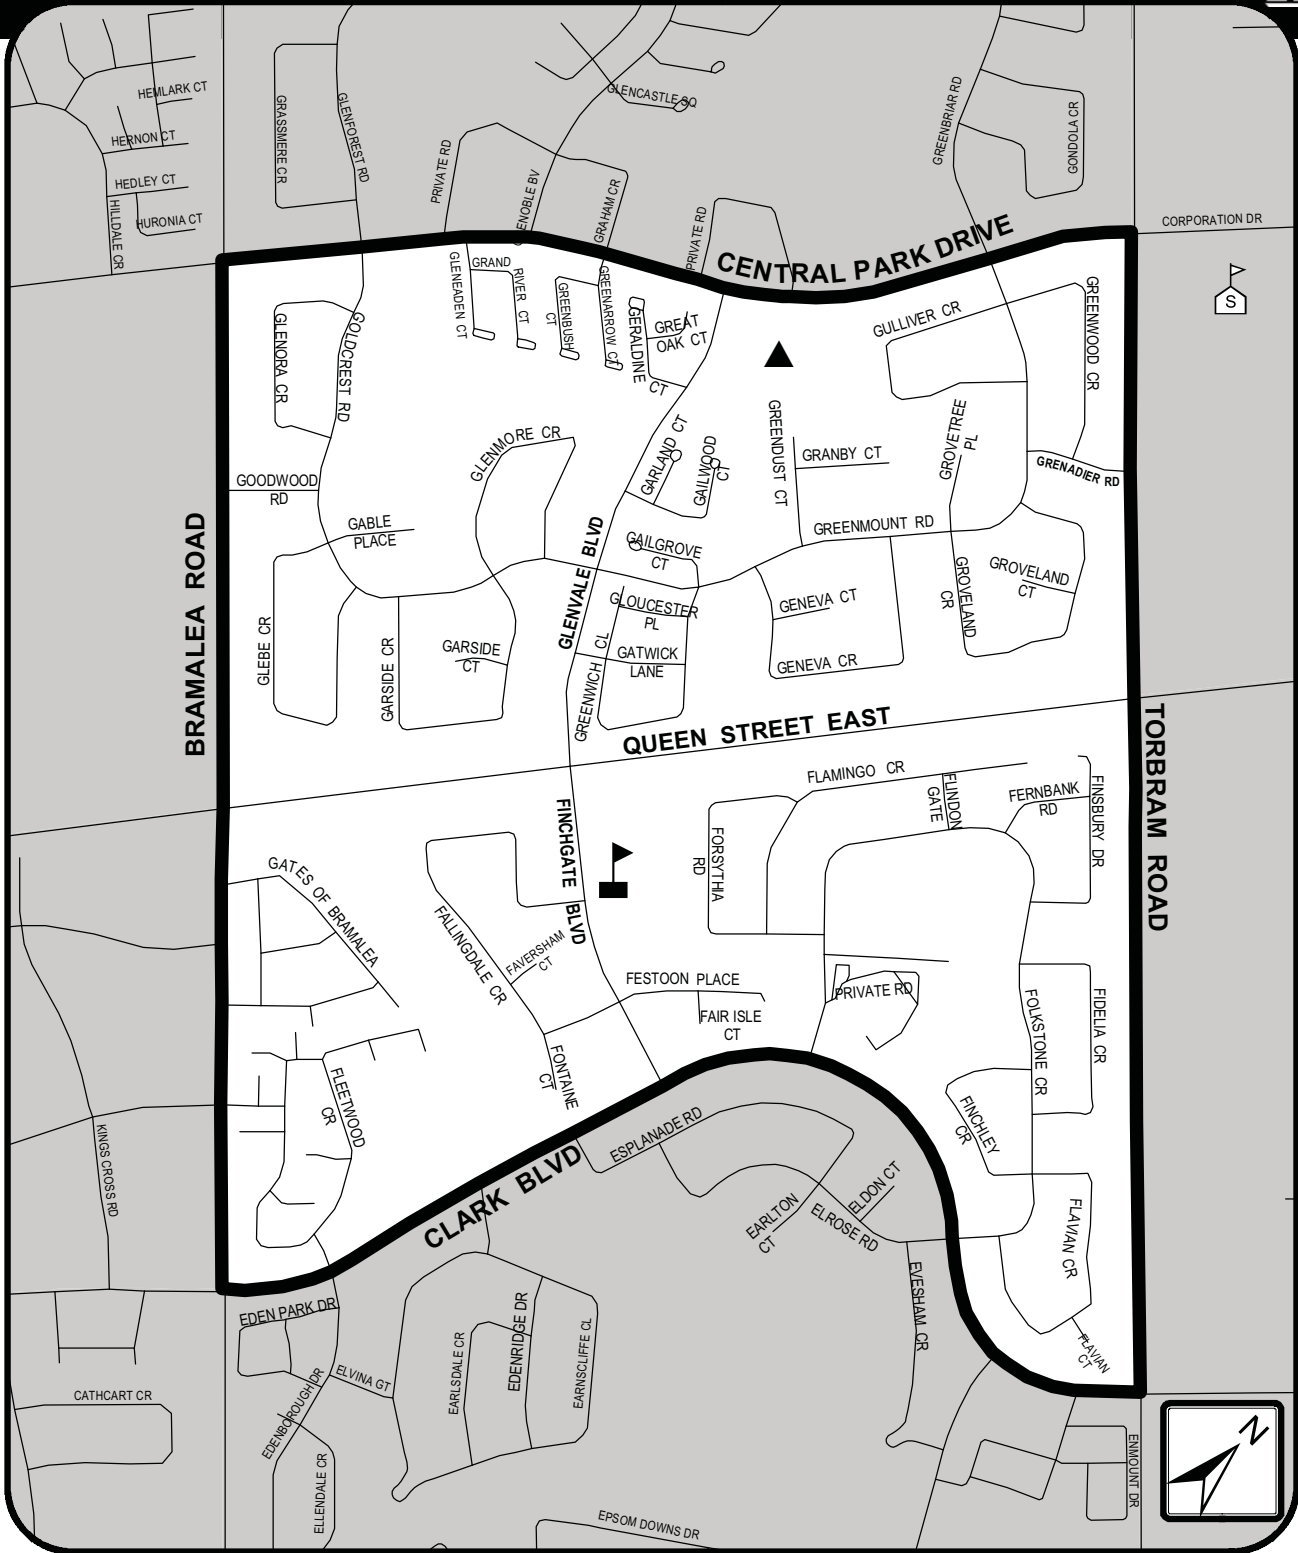 HEMLARK CT
HERNON CT
HEDLEY CT
HURONIA CT
HILLDALE CR
GRASSMERE CR
GLENFOREST RD
PRIVATE RD
ENOBLE BV
GRAHAM CR
PRIVATE RD
GLENCASTLE SQ
GREENBRIAR RD
GONDOLA CR
CORPORATION DR
S
CENTRAL PARK DRIVE
GLENORA CR
GOLDCREST RD
GLENEADEN CT
GRAND
RIVER CT
GREENBUSH
CT
GREENARROW CT
GERALDINE
CT
GREAT
OAK CT
GULLIVER CR
GREENWOOD CR
GLENMORE CR
GARLAND CT
GAILWOOD
CT
GREENDUST CT
GRANBY CT
GROVETREE
PL
GRENADIER RD
GOODWOOD
RD
GABLE
PLACE
GLENVALE BLVD
GAILGROVE
CT
GREENMOUNT RD
GROVELAND
CR
GROVELAND
CT
BRAMALEA ROAD
GLEBE CR
GARSIDE CR
GARSIDE
CT
GLOUCESTER
PL
GATWICK
LANE
GREENWICH CL
GENEVA CT
GENEVA CR
QUEEN STREET EAST
TORBRAM ROAD
FLAMINGO CR
FLINDON
GATE
FERNBANK
RD
FINSBURY DR
FORSYTHIA
RD
FINCHGATE BLVD
GATES OF BRAMALEA
FALLINGDALE CR
FAVERSHAM
CT
FESTOON PLACE
FAIR ISLE
CT
PRIVATE RD
FOLKSTONE CR
FIDELIA CR
FONTAINE
CT
FLEETWOOD
CR
FINCHLEY
CR
FLAVIAN CR
FLAVIAN
CT
CLARK BLVD
KINGS CROSS RD
ESPLANADE RD
EARLTON
CT
ELDON CT
ELROSE RD
EVESHAM CR
EDEN PARK DR
ELVINA GT
EDENBOROUGH DR
EARLSDALE CR
EDENRIDGE DR
EARNSCLIFFE CL
CATHCART CR
ELLENDALE CR
EPSOM DOWNS DR
ENMOUNT DR
N